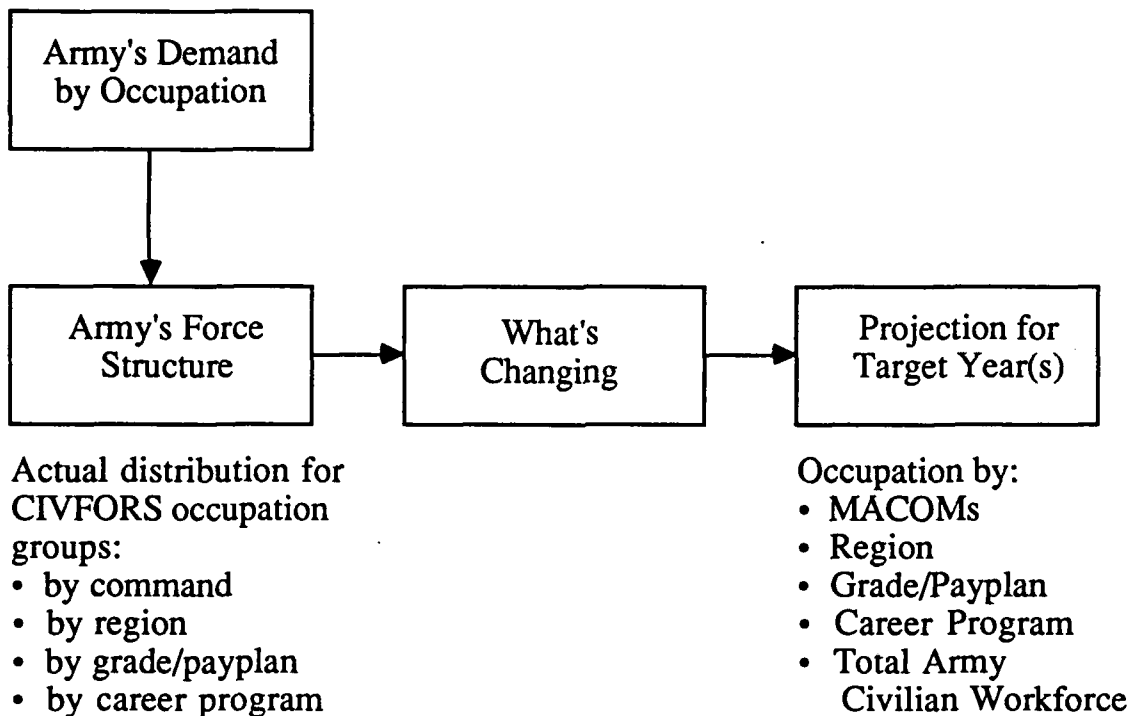 Army's Demand
by Occupation
Army's Force
Structure
What's
Changing
Projection for
Target Year(s)
Actual distribution for
CIVFORS occupation
groups:
• by command
• by region
• by grade/payplan
• by career program
Occupation by:
• MACOMs
• Region
• Grade/Payplan
• Career Program
• Total Army
Civilian Workforce